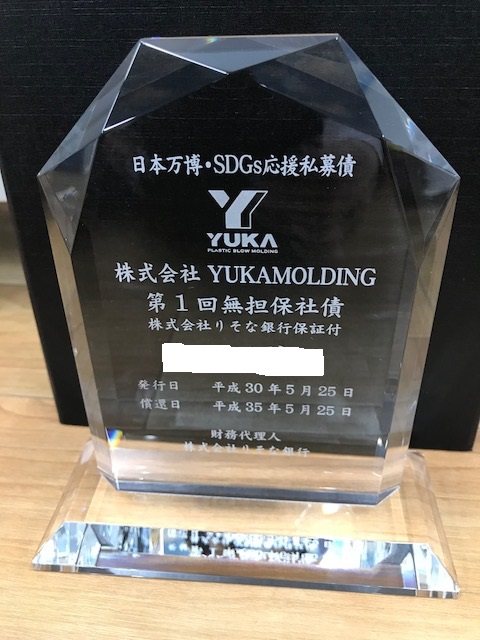 日本万博・SDGs応援私募債
YUKA
PLASTIC BLOW MOLDING
株式会社 YUKAMOLDING
第1回無担保社債
株式会社りそな銀行保証付
発行日 平成30年5月25日
償還日 平成35年5月25日
財務代理人
株式会社りそな銀行